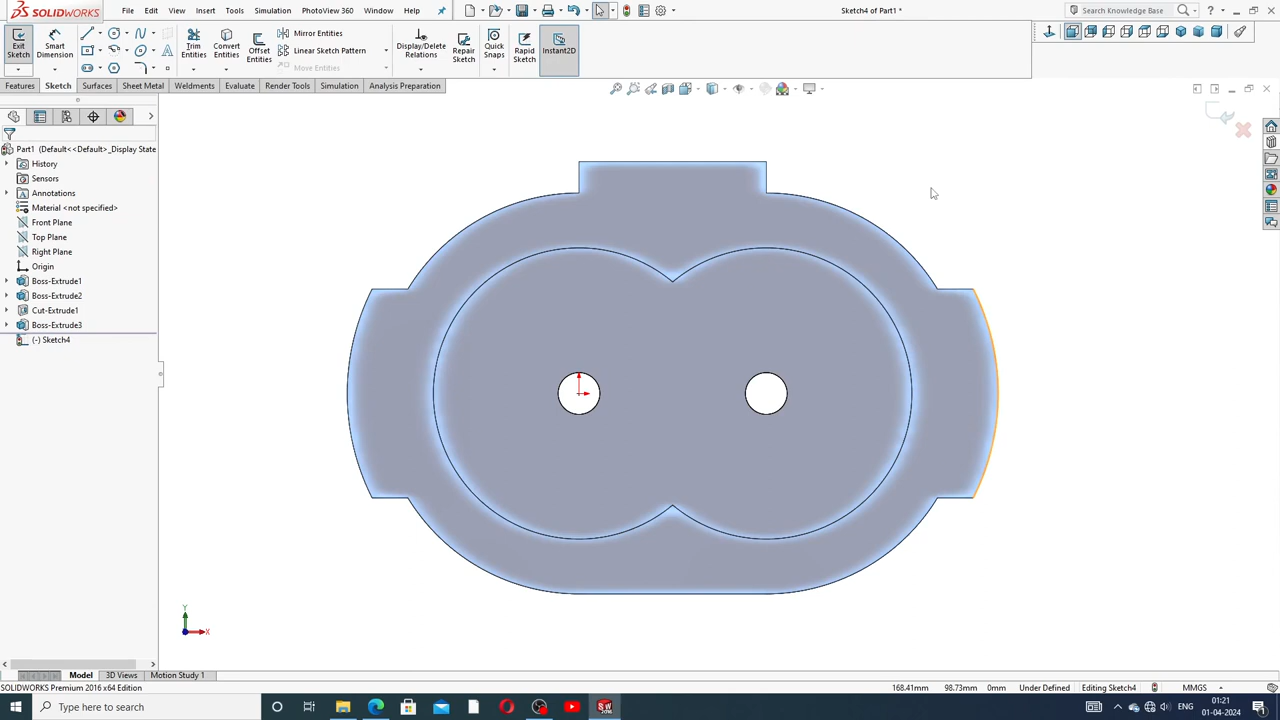 SOLIDWORKS File Edit View Insert Tools Simulation PhotoView 360 Window Help Sketch4 of Part1 * Search Knowledge Base
Exit Sketch Smart Dimension Trim Entities Convert Entities Offset Entities Mirror Entities Linear Sketch Pattern Move Entities Display/Delete Relations Repair Sketch Quick Snaps Rapid Sketch Instant2D
Features Sketch Surfaces Sheet Metal Weldments Evaluate Render Tools Simulation Analysis Preparation
Part1 (Default<<Default>_Display State
History
Sensors
Annotations
Material <not specified>
Front Plane
Top Plane
Right Plane
Origin
Boss-Extrude1
Boss-Extrude2
Cut-Extrude1
Boss-Extrude3
(-) Sketch4
Y
X
Model 3D Views Motion Study 1
SOLIDWORKS Premium 2016 x64 Edition 168.41mm 98.73mm 0mm Under Defined Editing Sketch4 MMGS
Type here to search ENG 01:21
01-04-2024